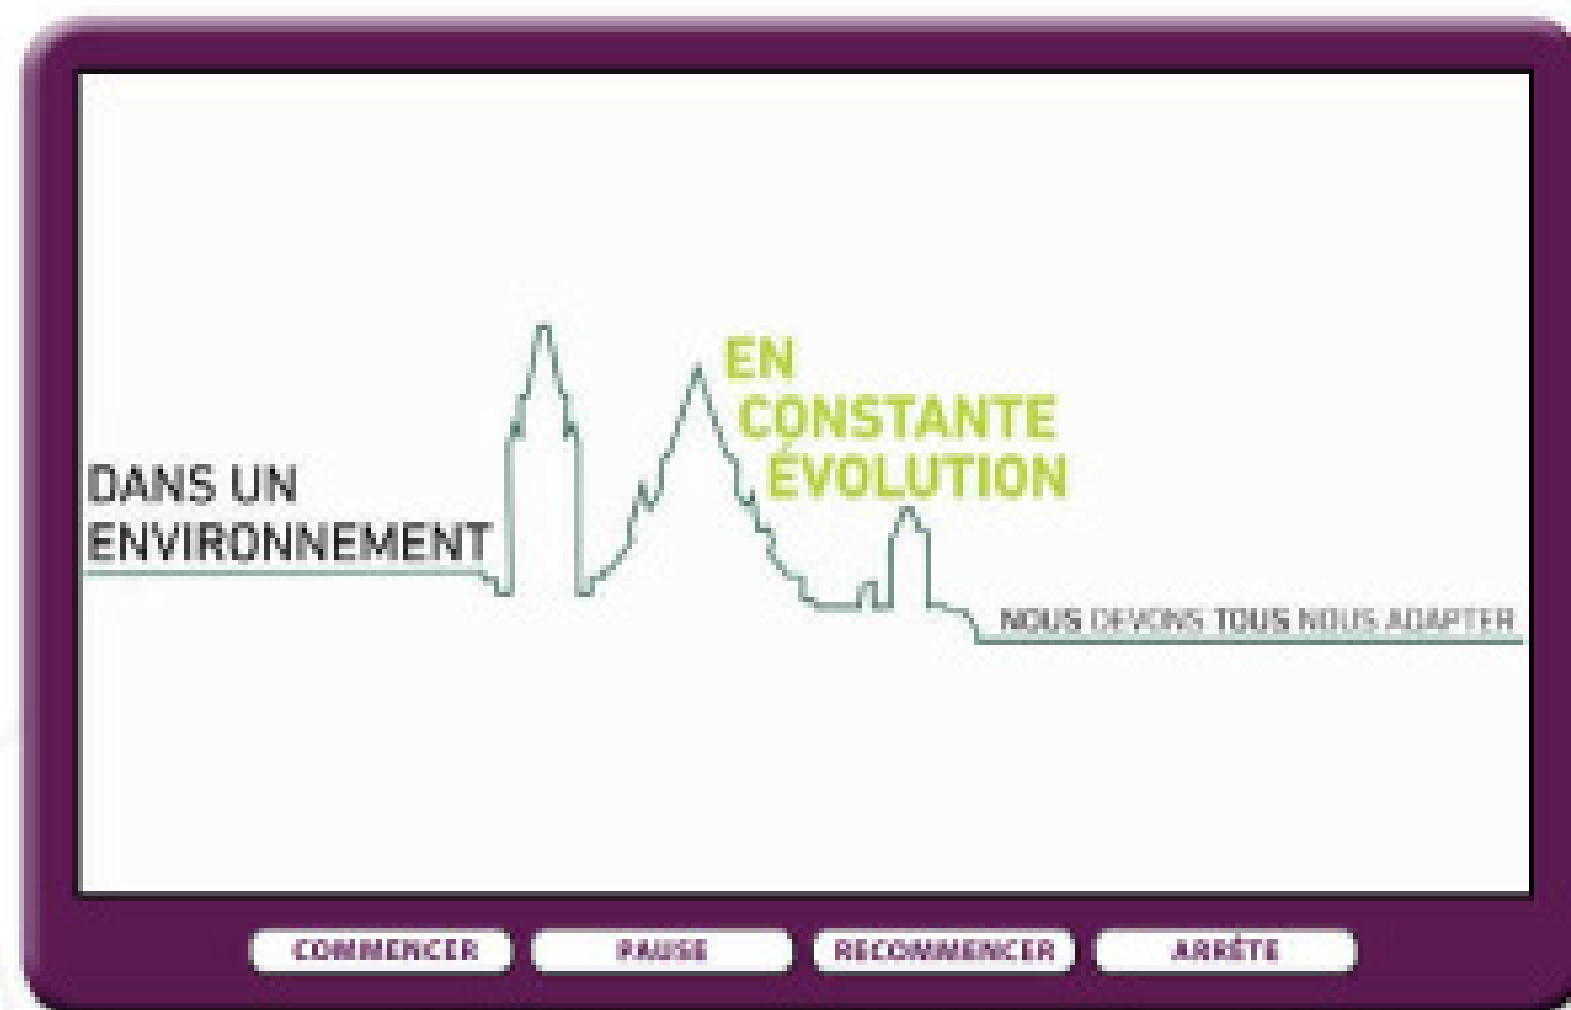 DANS UN
ENVIRONNEMENT
EN
CONSTANTE
ÉVOLUTION
NOUS DEVONS TOUS NOUS ADAPTER
COMMENCER
PAUSE
RECOMMENCER
ARRÊTE